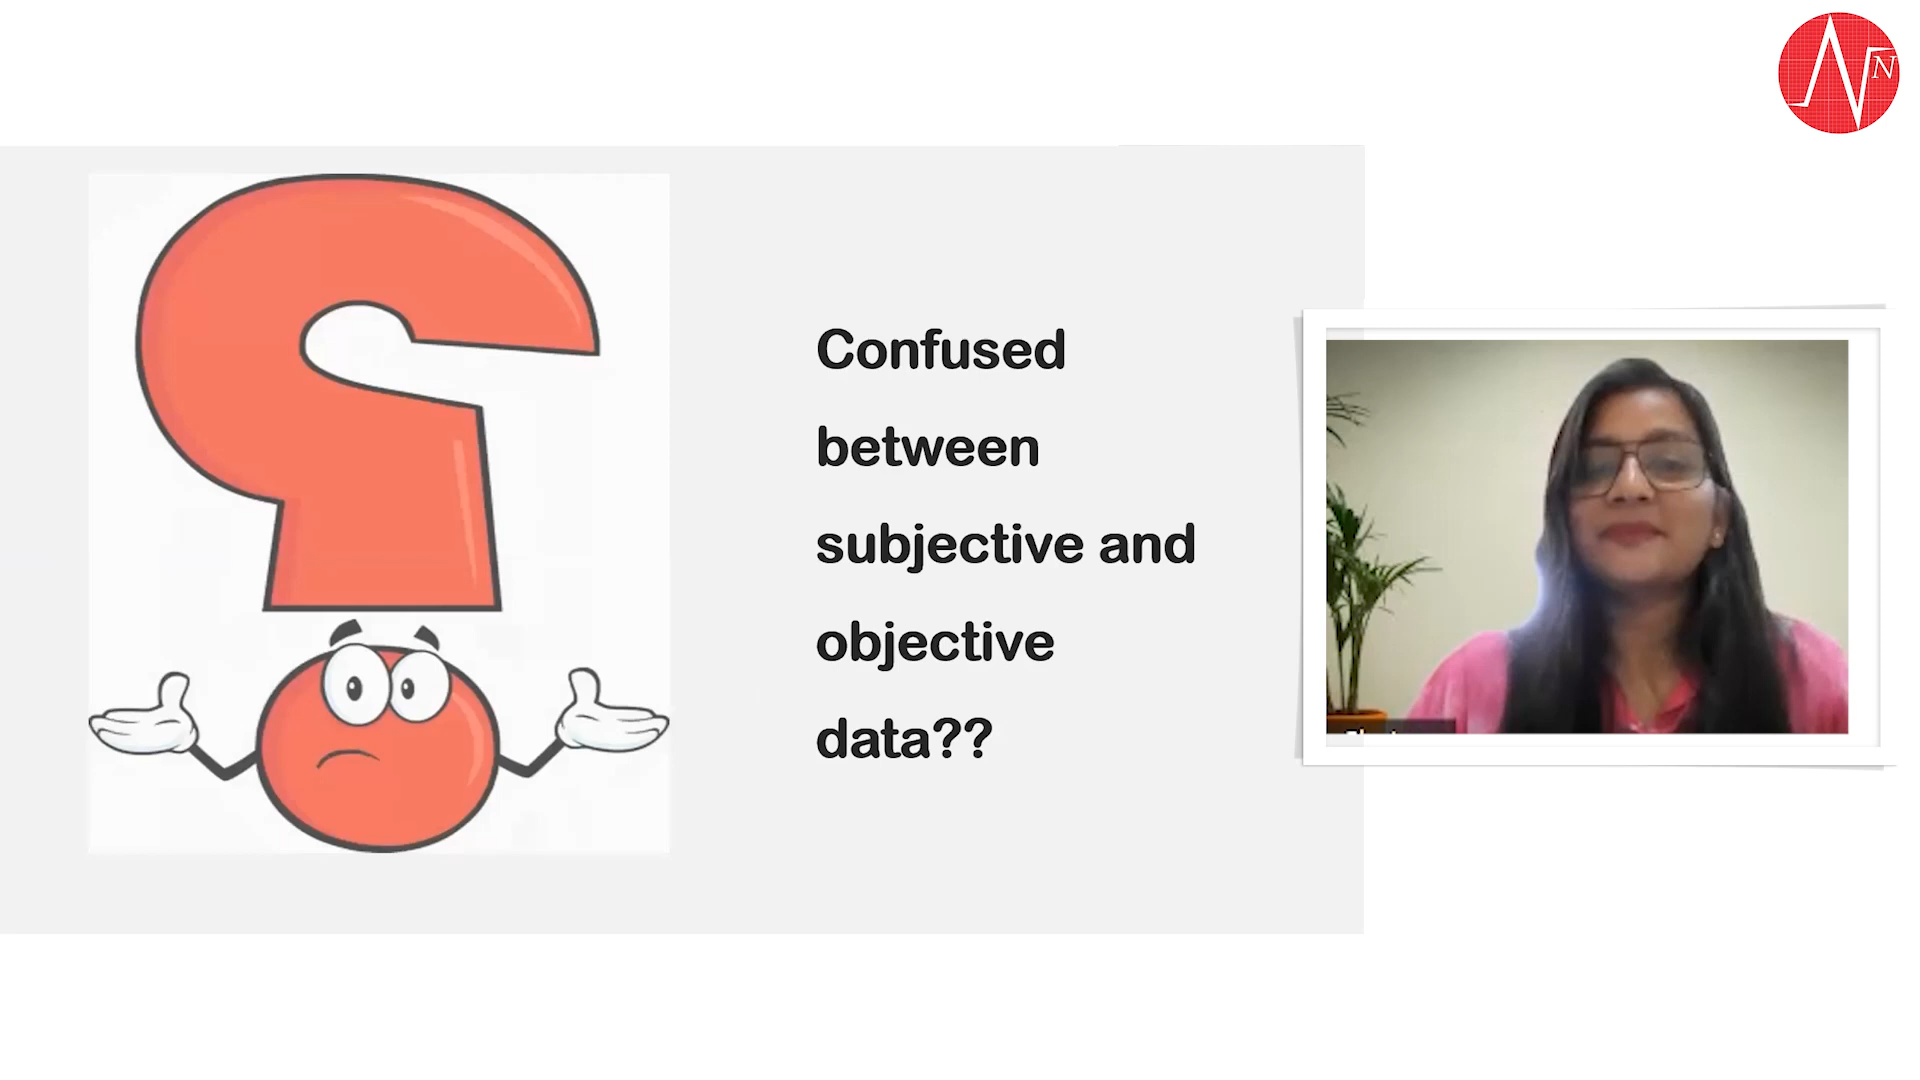 Confused
between
subjective and
objective
data??
N